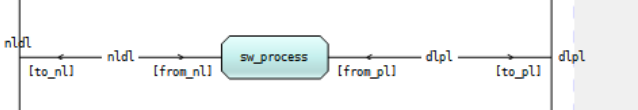 nldl
nldl
sw_process
dlpl
dlpl
[to_nl]
[from_nl]
[from_pl]
[to_pl]